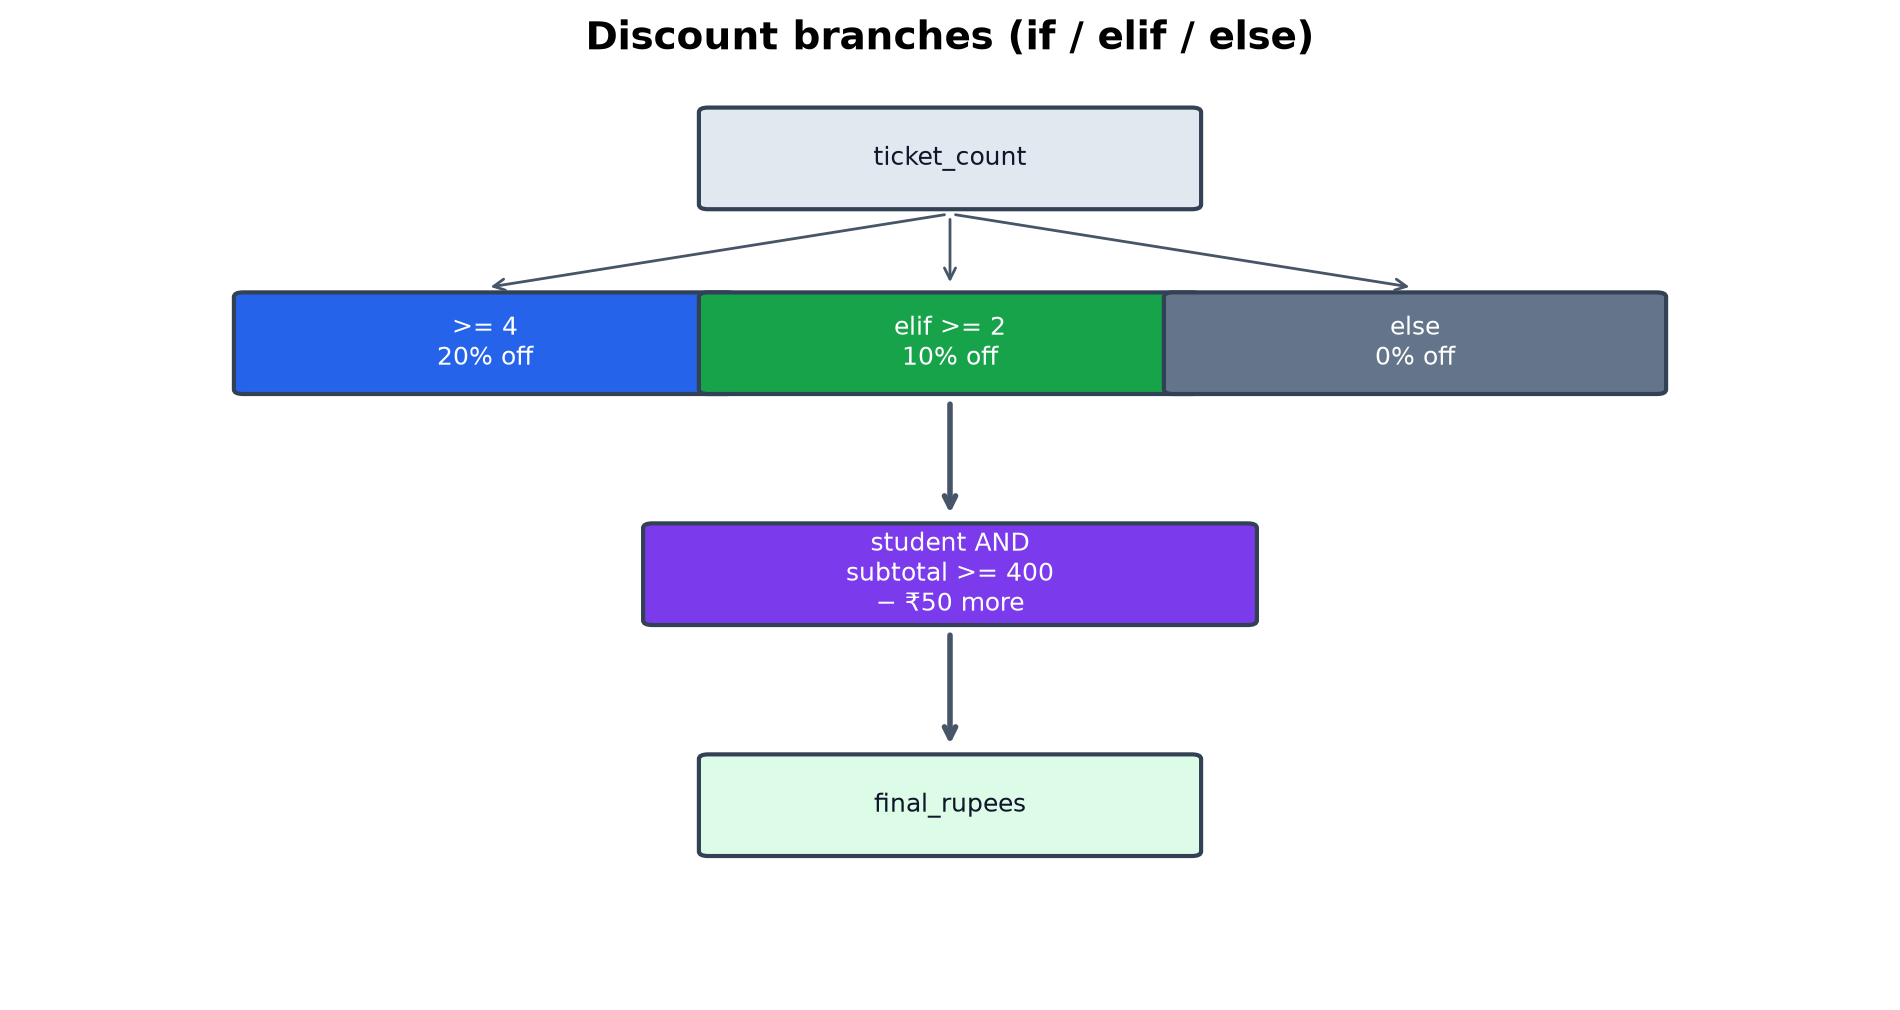 Discount branches (if / elif / else)
ticket_count
>= 4
20% off
elif >= 2
10% off
else
0% off
student AND
subtotal >= 400
− ₹50 more
final_rupees